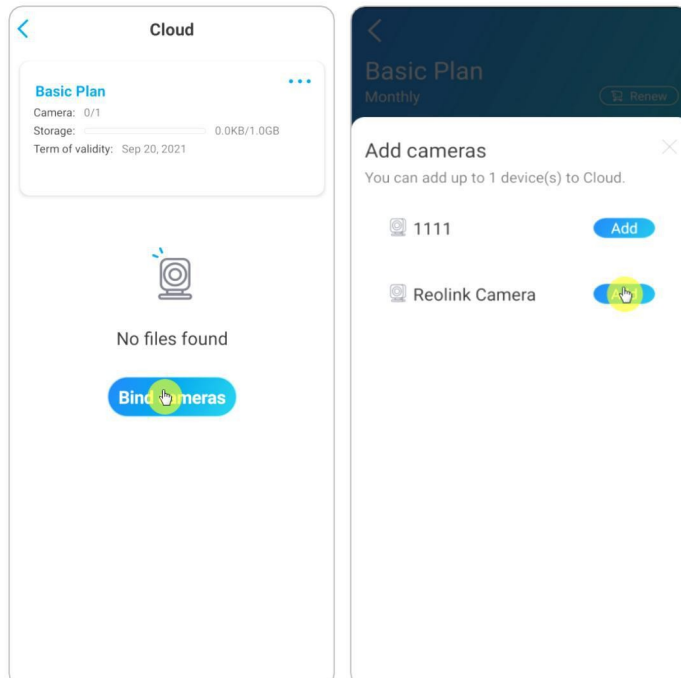 Cloud
Basic Plan
Camera: 0/1
Storage: 0.0KB/1.0GB
Term of validity: Sep 20, 2021
No files found
Bind meras
Basic Plan
Monthly
Renew
Add cameras
You can add up to 1 device(s) to Cloud.
1111
Add
Reolink Camera